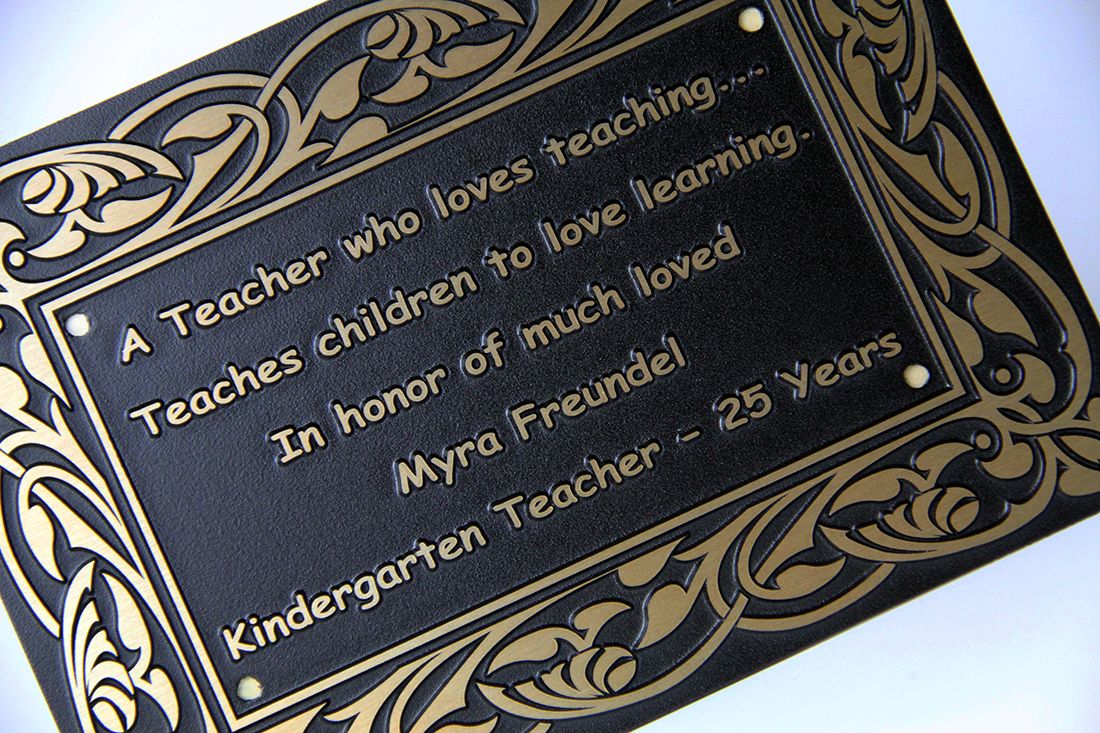 A Teacher who loves teaching...
Teaches children to love learning.
In honor of much loved
Myra Freundel
Kindergarten Teacher - 25 Years